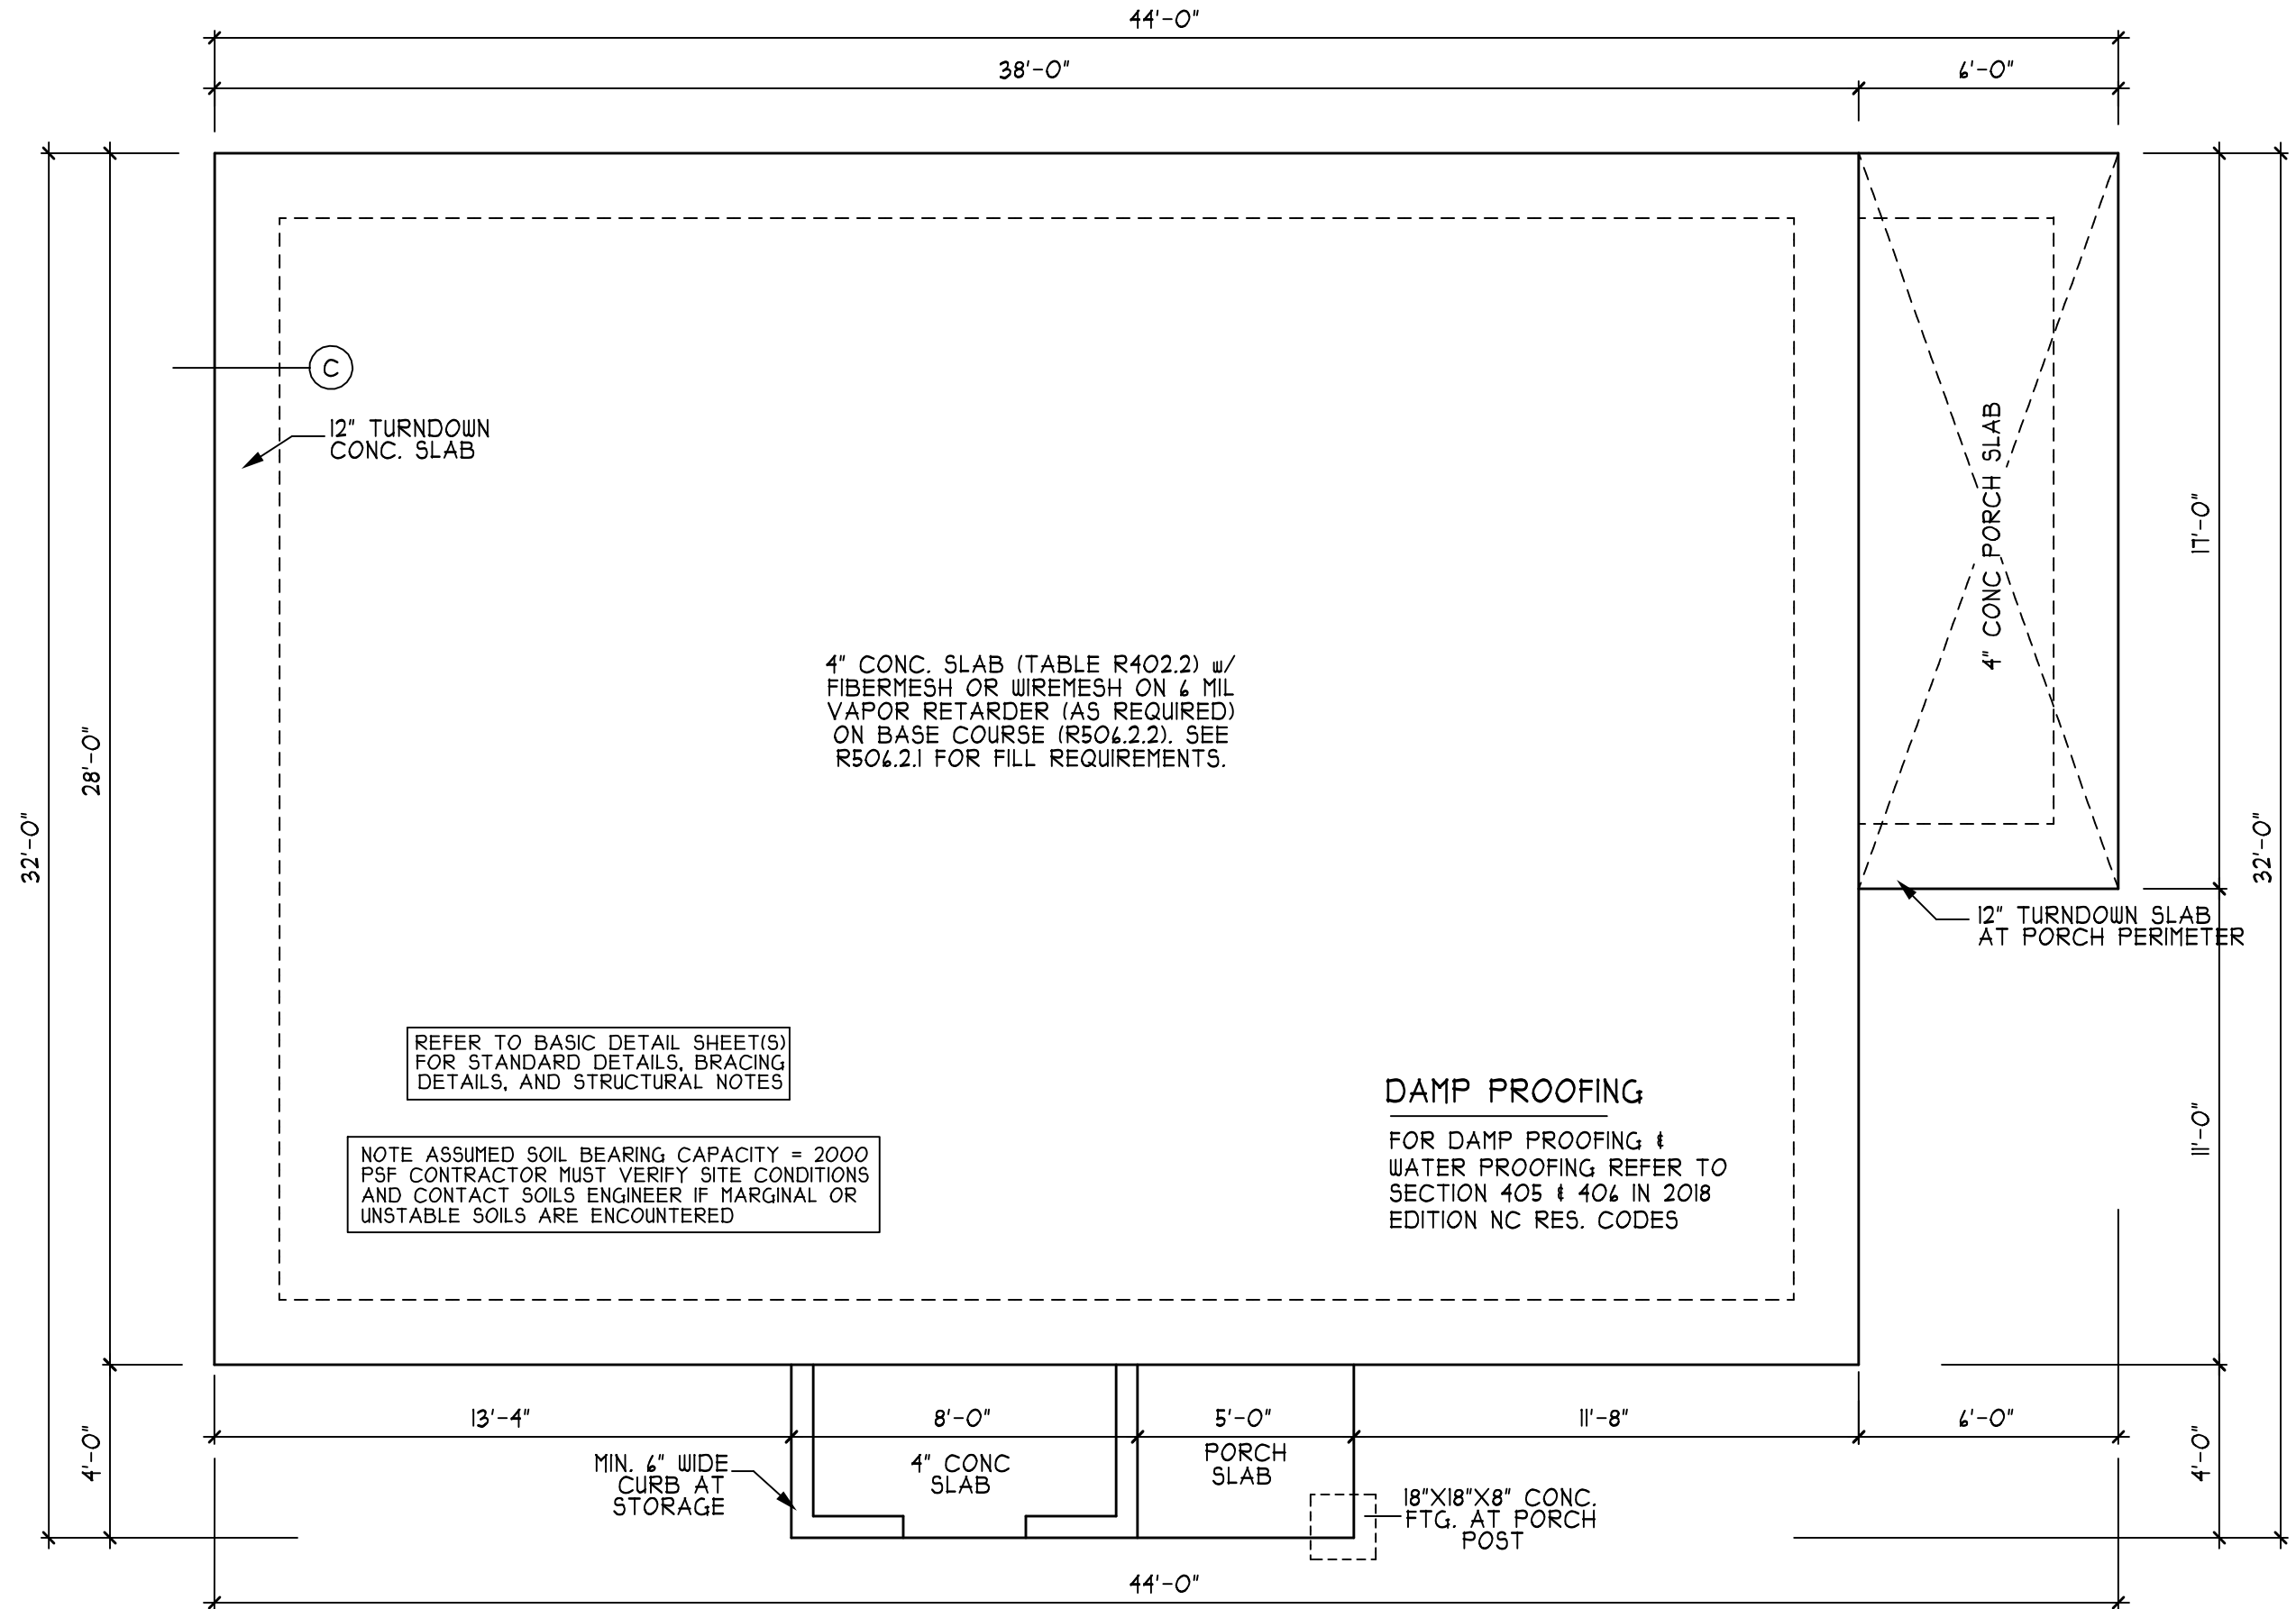 44'-0"
38'-0"
6'-0"
C
12" TURNDOWN
CONC. SLAB
4" CONC PORCH SLAB
17'-0"
4" CONC. SLAB (TABLE R402.2) w/
FIBERMESH OR WIREMESH ON 6 MIL
VAPOR RETARDER (AS REQUIRED)
ON BASE COURSE (R506.2.2). SEE
R506.2.1 FOR FILL REQUIREMENTS.
28'-0"
32'-0"
32'-0"
12" TURNDOWN SLAB
AT PORCH PERIMETER
REFER TO BASIC DETAIL SHEET(S)
FOR STANDARD DETAILS, BRACING
DETAILS, AND STRUCTURAL NOTES
DAMP PROOFING
FOR DAMP PROOFING &
WATER PROOFING REFER TO
SECTION 405 & 406 IN 2018
EDITION NC RES. CODES
11'-0"
NOTE ASSUMED SOIL BEARING CAPACITY = 2000
PSF CONTRACTOR MUST VERIFY SITE CONDITIONS
AND CONTACT SOILS ENGINEER IF MARGINAL OR
UNSTABLE SOILS ARE ENCOUNTERED
13'-4"
8'-0"
5'-0"
11'-8"
6'-0"
4'-0"
4'-0"
MIN. 6" WIDE
CURB AT
STORAGE
4" CONC
SLAB
PORCH
SLAB
18"X18"X8" CONC.
FTG. AT PORCH
POST
44'-0"